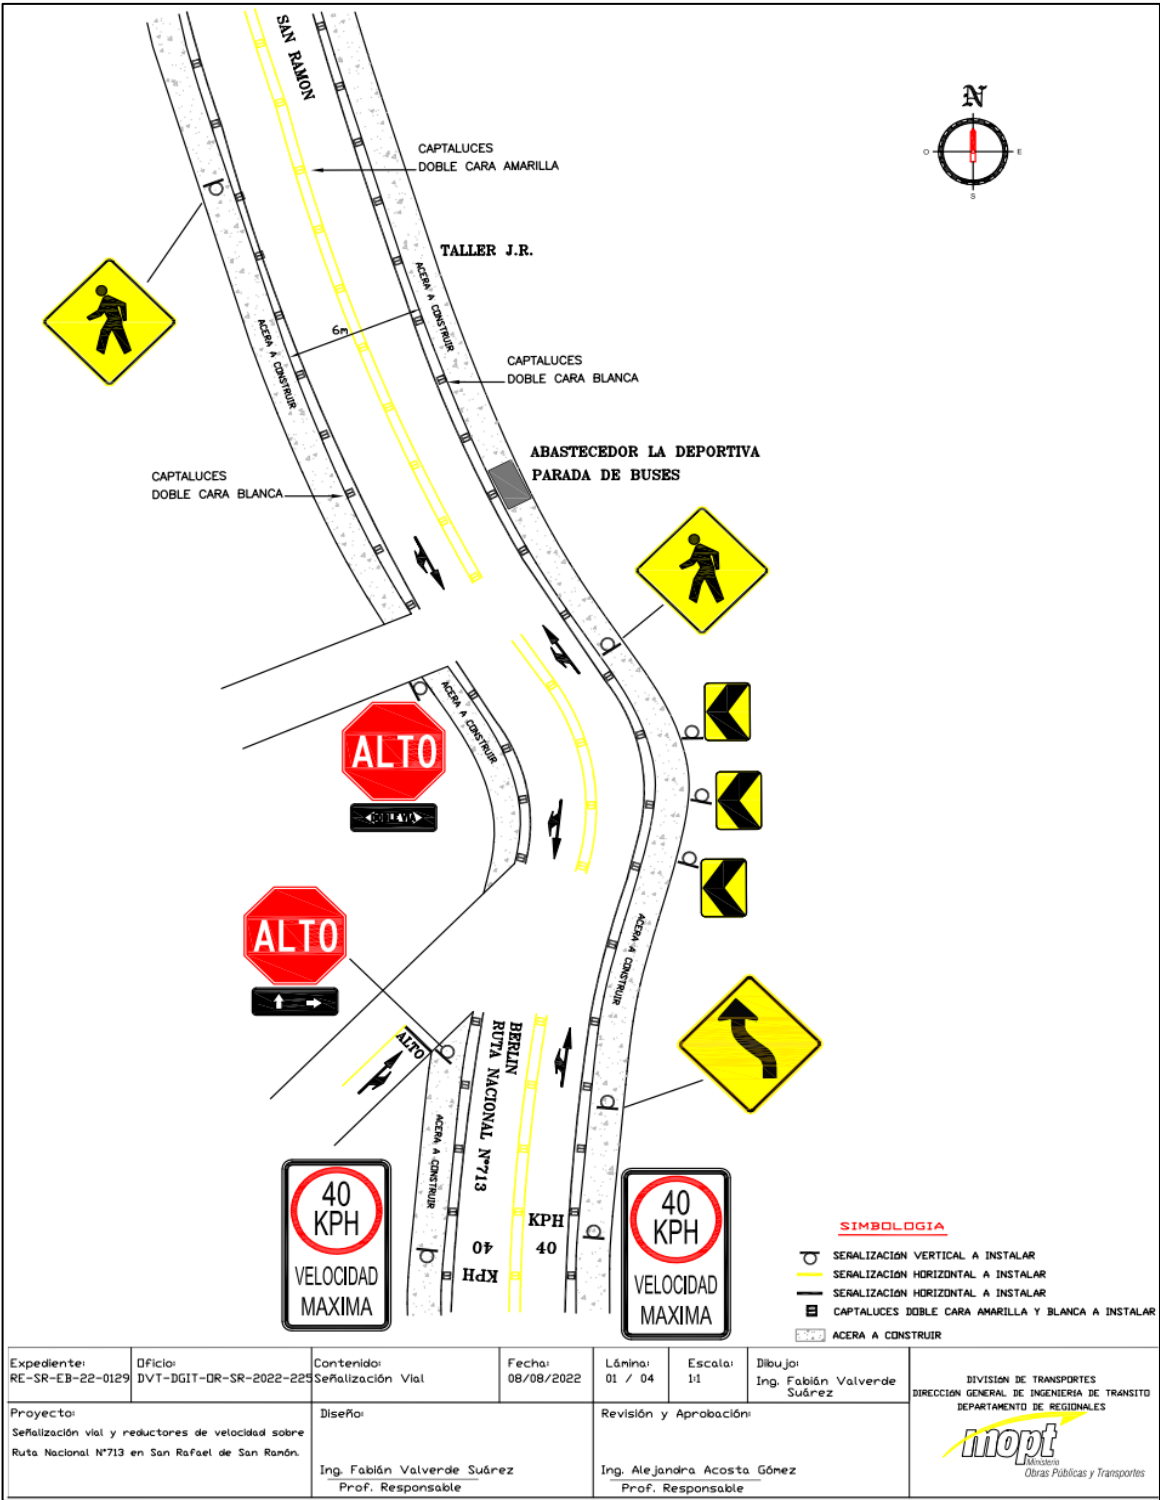 SAN RAMON
N
O
E
S
CAPTALUCES
DOBLE CARA AMARILLA
TALLER J.R.
ACERA A CONSTRUIR
ACERA A CONSTRUIR
6m
CAPTALUCES
DOBLE CARA BLANCA
ABASTECEDOR LA DEPORTIVA
PARADA DE BUSES
CAPTALUCES
DOBLE CARA BLANCA
ACERA A CONSTRUIR
ALTO
DOBLE VIA
ALTO
ACERA A CONSTRUIR
ALTO
BERLIN
RUTA NACIONAL N°713
ACERA A CONSTRUIR
40
KPH
VELOCIDAD
MAXIMA
KPH
40
40
KPH
40
KPH
VELOCIDAD
MAXIMA
SIMBOLOGIA
SEÑALIZACIÓN VERTICAL A INSTALAR
SEÑALIZACIÓN HORIZONTAL A INSTALAR
SEÑALIZACIÓN HORIZONTAL A INSTALAR
CAPTALUCES DOBLE CARA AMARILLA Y BLANCA A INSTALAR
ACERA A CONSTRUIR
Expediente:
RE-SR-EB-22-0129
Oficio:
DVT-DGIT-OR-SR-2022-225
Contenido:
Señalización Vial
Fecha:
08/08/2022
Lámina:
01 / 04
Escala:
1:1
Dibujo:
Ing. Fabián Valverde
Suárez
DIVISIÓN DE TRANSPORTES
DIRECCIÓN GENERAL DE INGENIERIA DE TRÁNSITO
DEPARTAMENTO DE REGIONALES
mopt
Ministerio
Obras Públicas y Transportes
Proyecto:
Señalización vial y reductores de velocidad sobre
Ruta Nacional N°713 en San Rafael de San Ramón.
Diseño:
Ing. Fabián Valverde Suárez
Prof. Responsable
Revisión y Aprobación:
Ing. Alejandra Acosta Gómez
Prof. Responsable